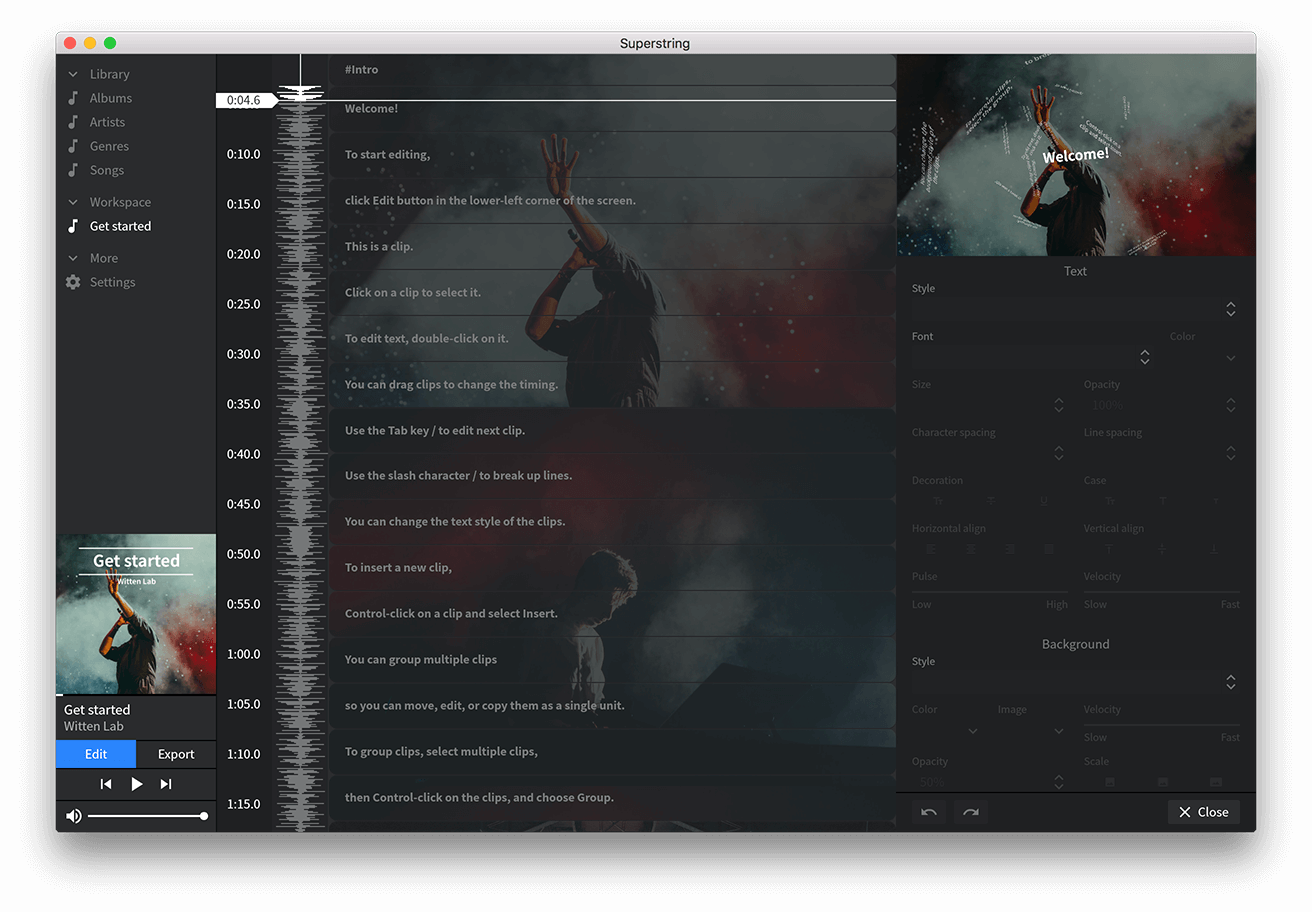 Superstring
Library
Albums
Artists
Genres
Songs
Workspace
Get started
More
Settings
Get started
Witten Lab
Get started
Witten Lab
Edit
Export
0:04.6
0:10.0
0:15.0
0:20.0
0:25.0
0:30.0
0:35.0
0:40.0
0:45.0
0:50.0
0:55.0
1:00.0
1:05.0
1:10.0
1:15.0
#Intro
Welcome!
To start editing,
click Edit button in the lower-left corner of the screen.
This is a clip.
Click on a clip to select it.
To edit text, double-click on it.
You can drag clips to change the timing.
Use the Tab key / to edit next clip.
Use the slash character / to break up lines.
You can change the text style of the clips.
To insert a new clip,
Control-click on a clip and select Insert.
You can group multiple clips
so you can move, edit, or copy them as a single unit.
To group clips, select multiple clips,
then Control-click on the clips, and choose Group.
Welcome!
Text
Style
Font
Color
Size
Opacity
100%
Character spacing
Line spacing
Decoration
Case
Horizontal align
Vertical align
Pulse
Velocity
Low
High
Slow
Fast
Background
Style
Color
Image
Velocity
Slow
Fast
Opacity
50%
Scale
Close